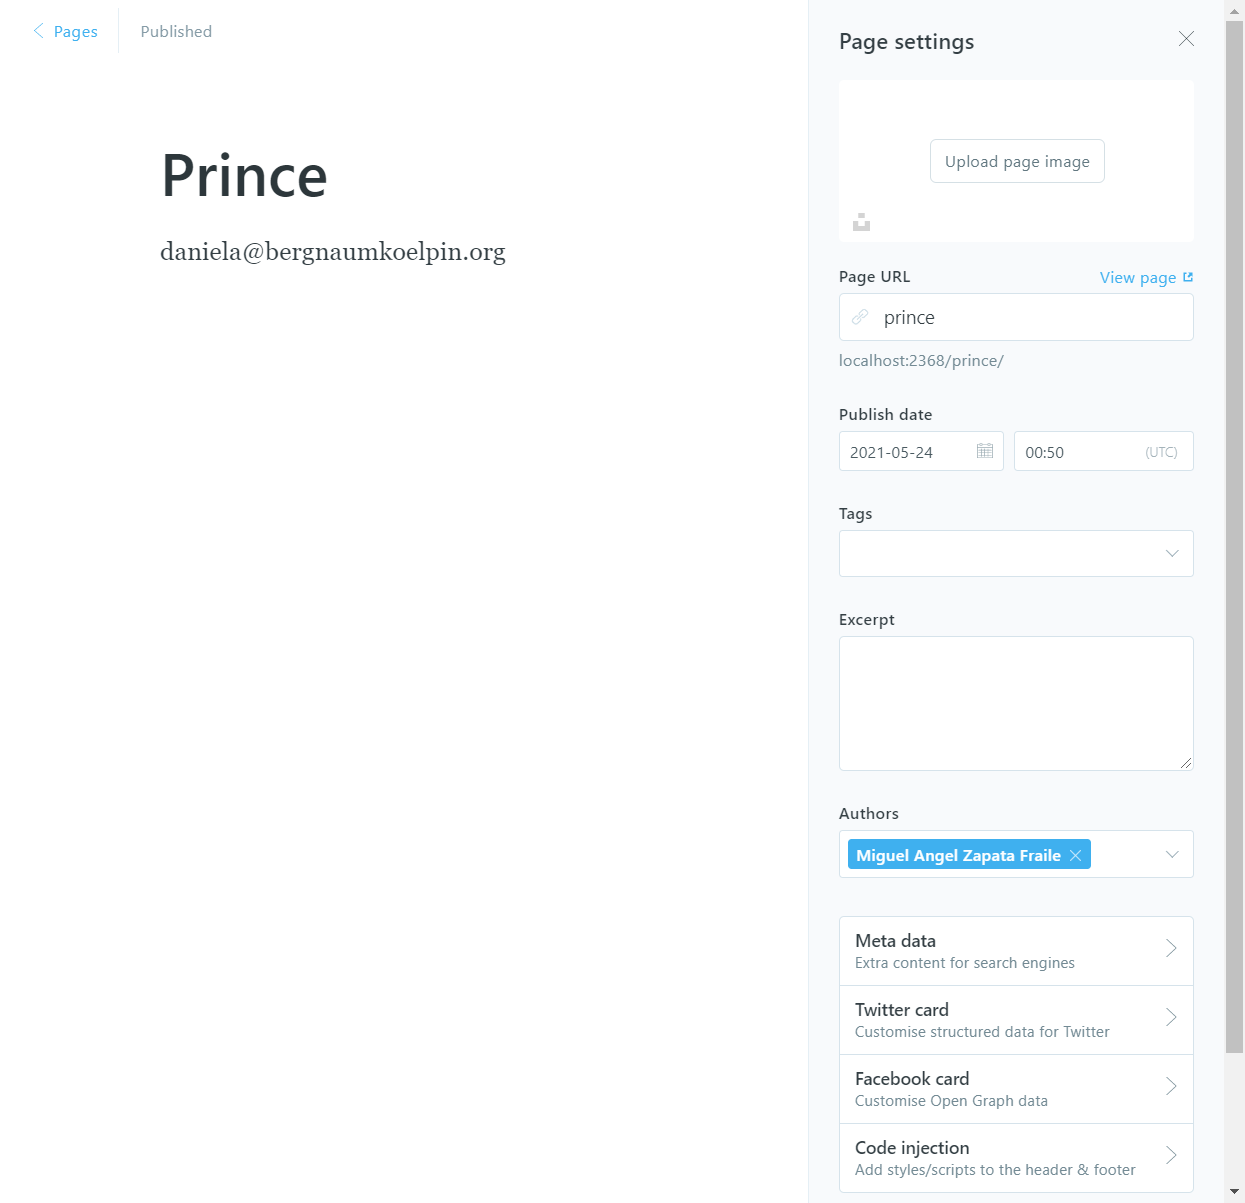 Pages
Published
Prince
daniela@bergnaumkoelpin.org
Page settings
Upload page image
Page URL
View page
prince
localhost:2368/prince/
Publish date
2021-05-24
00:50
(UTC)
Tags
Excerpt
Authors
Miguel Angel Zapata Fraile
Meta data
Extra content for search engines
Twitter card
Customise structured data for Twitter
Facebook card
Customise Open Graph data
Code injection
Add styles/scripts to the header & footer